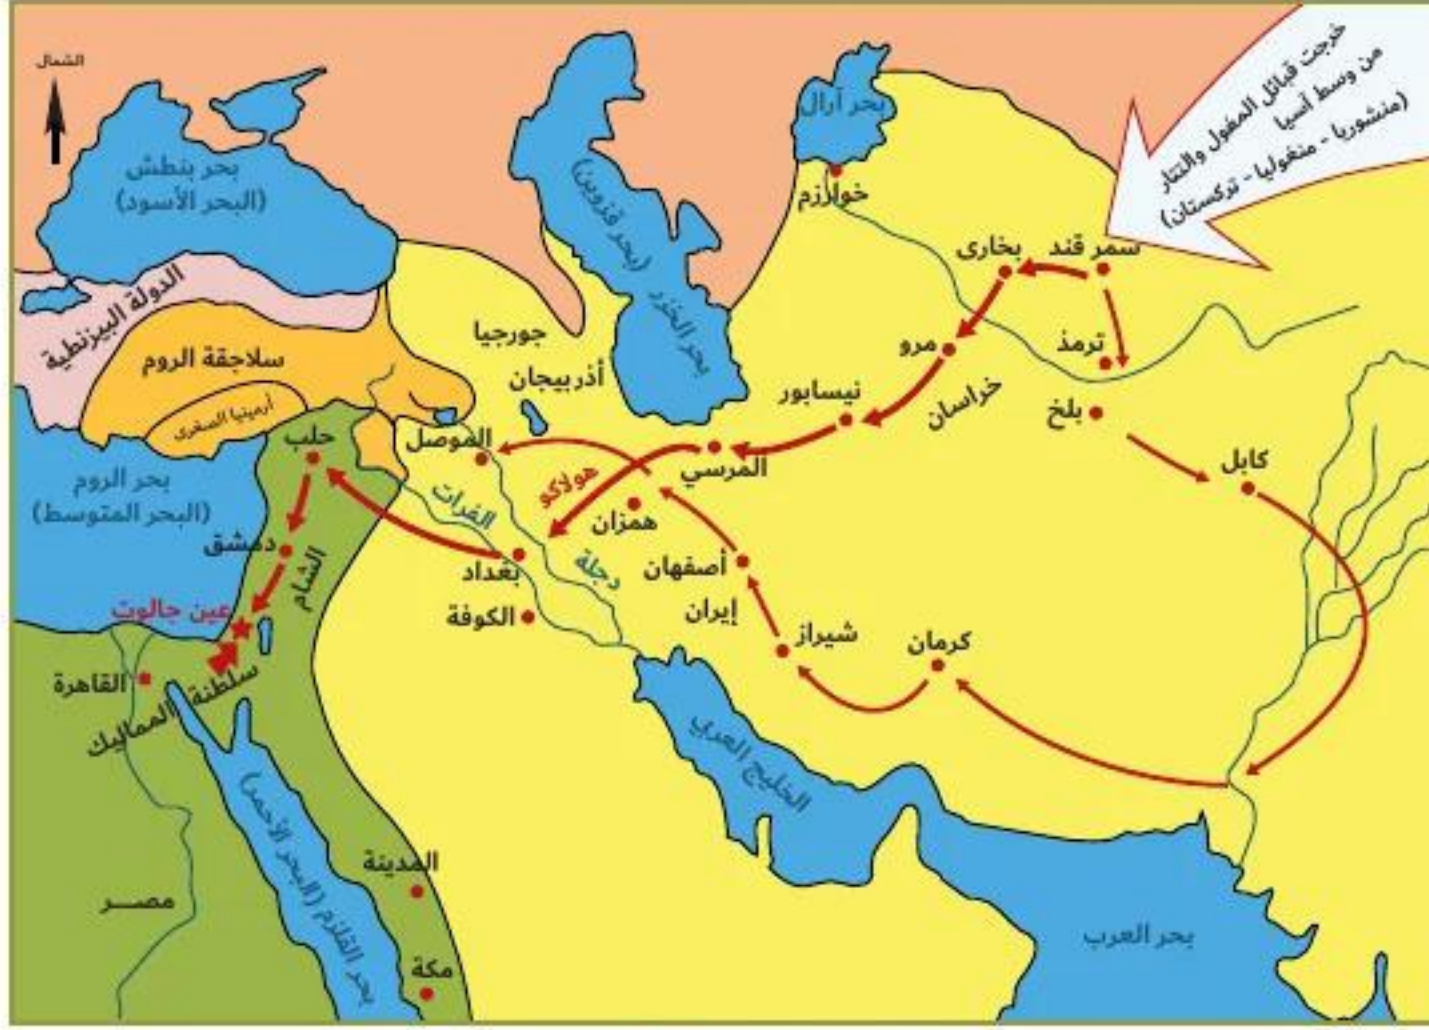 الشمال
خرجت قبائل المغول والتتار
من وسط آسيا
(منشوريا - منغوليا - تركستان)
بحر آرال
بحر بنطش
(البحر الأسود)
بحر الخزر (بحر قزوين)
خوارزم
سمر قند
بخارى
الدولة البيزنطية
جورجيا
ترمذ
مرو
سلاجقة الروم
أذربيجان
نيسابور
خراسان
بلخ
أرمينيا الصغرى
حلب
الموصل
المرسي
كابل
هولاكو
بحر الروم
(البحر المتوسط)
الفرات
همزان
دمشق
الشام
بغداد
دجلة
أصفهان
عين جالوت
الكوفة
إيران
شيراز
كرمان
القاهرة
سلطنة المماليك
الخليج العربي
بحر القلزم (البحر الأحمر)
المدينة
مصـــر
بحر العرب
مكة